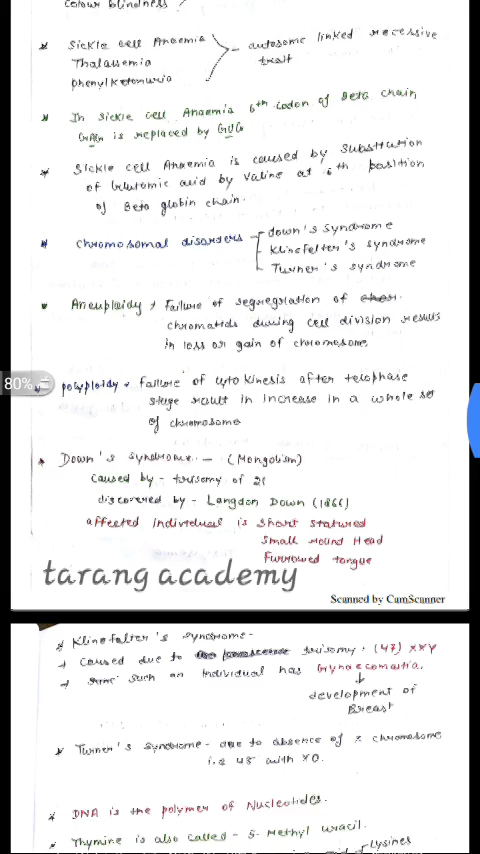 colour blindness
* Sickle cell Anaemia
Thalassemia
phenylketonuria
- autosome linked recessive
trait
* In sickle cell Anaemia 6th codon of Beta chain
GAG is replaced by GUG
* Sickle cell Anaemia is caused by substitution
of Glutamic acid by Valine at 6th position
of Beta globin chain.
* chromosomal disorders
- down's syndrome
- Klinefelter's syndrome
- Turner's syndrome
* Aneuploidy → failure of segregation of
chromatids during cell division results
in loss or gain of chromosome
80%
* polyploidy → failure of cytokinesis after telophase
stage result in increase in a whole set
of chromosome
* Down's syndrome - (Mongolism)
caused by - trisomy of 21
discovered by - Langdon Down (1866)
affected individual is short statured
small round Head
Furrowed tongue
tarang academy
Scanned by CamScanner
* Klinefelter's syndrome-
→ caused due to trisomy. (47) XXY
→ such an individual has Gynaecomastia.
↓
development of
Breast
* Turner's syndrome - due to absence of X chromosome
i.e 45 with XO.
* DNA is the polymer of Nucleotides.
* Thymine is also called - 5-Methyl uracil.
Lysines